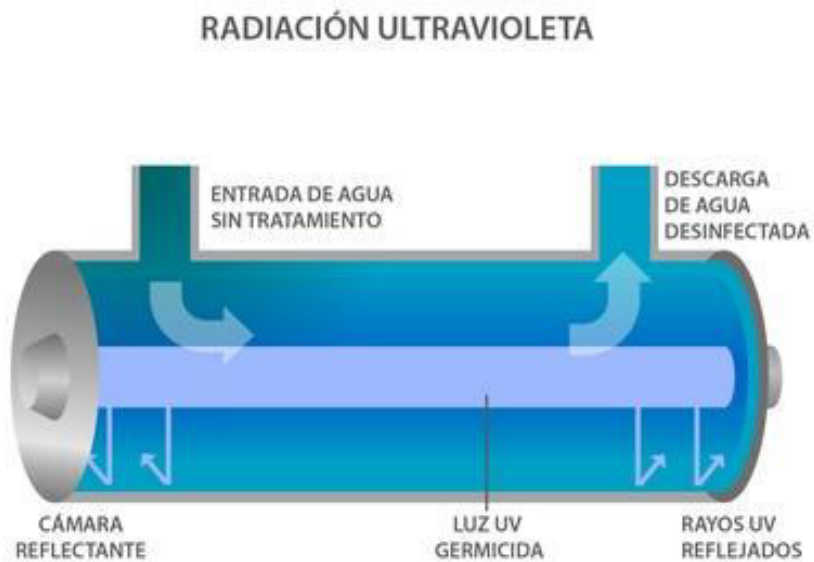 RADIACIÓN ULTRAVIOLETA
ENTRADA DE AGUA
SIN TRATAMIENTO
DESCARGA
DE AGUA
DESINFECTADA
CÁMARA
REFLECTANTE
LUZ UV
GERMICIDA
RAYOS UV
REFLEJADOS